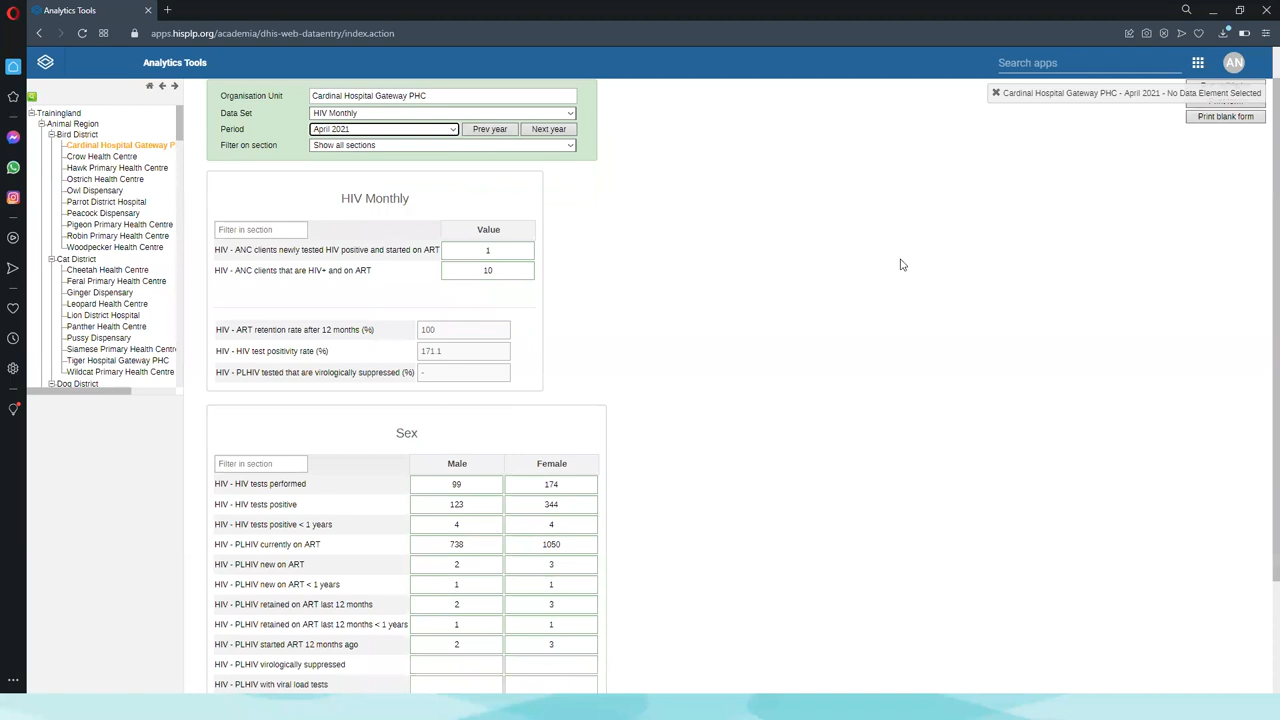 Analytics Tools
apps.hisplp.org/academia/dhis-web-dataentry/index.action
Analytics Tools
Search apps
AN
Trainingland
Animal Region
Bird District
Cardinal Hospital Gateway P
Crow Health Centre
Hawk Primary Health Centre
Ostrich Health Centre
Owl Dispensary
Parrot District Hospital
Peacock Dispensary
Pigeon Primary Health Centre
Robin Primary Health Centre
Woodpecker Health Centre
Cat District
Cheetah Health Centre
Feral Primary Health Centre
Ginger Dispensary
Leopard Health Centre
Lion District Hospital
Panther Health Centre
Pussy Dispensary
Siamese Primary Health Centr
Tiger Hospital Gateway PHC
Wildcat Primary Health Centre
Dog District
Organisation Unit Cardinal Hospital Gateway PHC
Data Set HIV Monthly
Period April 2021 Prev year Next year
Filter on section Show all sections
Cardinal Hospital Gateway PHC - April 2021 - No Data Element Selected
Print blank form
HIV Monthly
Filter in section Value
HIV - ANC clients newly tested HIV positive and started on ART 1
HIV - ANC clients that are HIV+ and on ART 10
HIV - ART retention rate after 12 months (%) 100
HIV - HIV test positivity rate (%) 171.1
HIV - PLHIV tested that are virologically suppressed (%) -
Sex
Filter in section Male Female
HIV - HIV tests performed 99 174
HIV - HIV tests positive 123 344
HIV - HIV tests positive < 1 years 4 4
HIV - PLHIV currently on ART 738 1050
HIV - PLHIV new on ART 2 3
HIV - PLHIV new on ART < 1 years 1 1
HIV - PLHIV retained on ART last 12 months 2 3
HIV - PLHIV retained on ART last 12 months < 1 years 1 1
HIV - PLHIV started ART 12 months ago 2 3
HIV - PLHIV virologically suppressed
HIV - PLHIV with viral load tests